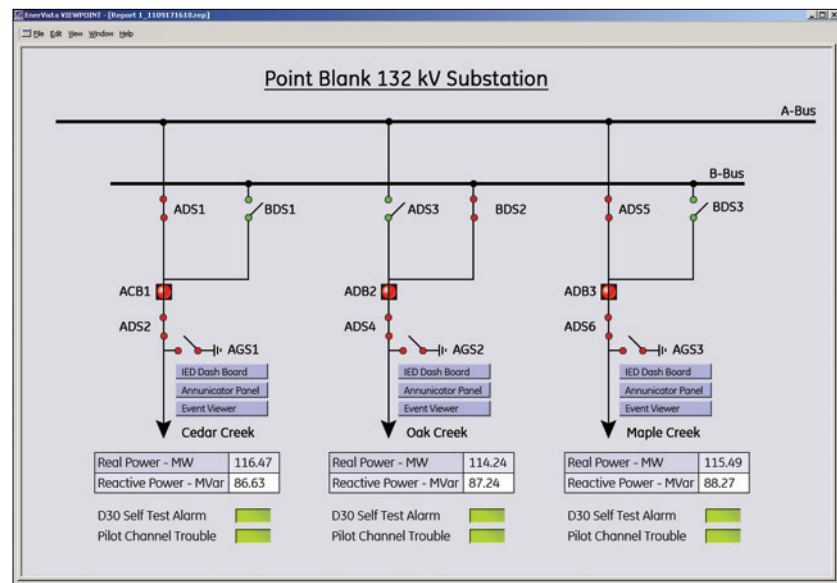 EnerVista VIEWPOINT - [Report 1_1109171618.rep]
File Edit View Window Help
Point Blank 132 kV Substation
A-Bus
B-Bus
ADS1 BDS1 ADS3 BDS2 ADS5 BDS3
ACB1 ADB2 ADB3
ADS2 ADS4 ADS6
AGS1 AGS2 AGS3
IED Dash Board IED Dash Board IED Dash Board
Annunicator Panel Annunicator Panel Annunicator Panel
Event Viewer Event Viewer Event Viewer
Cedar Creek Oak Creek Maple Creek
Real Power - MW 116.47 Real Power - MW 114.24 Real Power - MW 115.49
Reactive Power - MVar 86.63 Reactive Power - MVar 87.24 Reactive Power - MVar 88.27
D30 Self Test Alarm D30 Self Test Alarm D30 Self Test Alarm
Pilot Channel Trouble Pilot Channel Trouble Pilot Channel Trouble